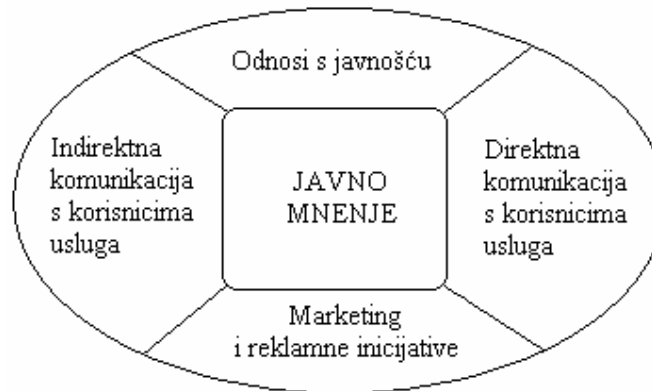 Odnosi s javnošću
Indirektna
komunikacija
s korisnicima
usluga
JAVNO
MNENJE
Direktna
komunikacija
s korisnicima
usluga
Marketing
i reklamne inicijative